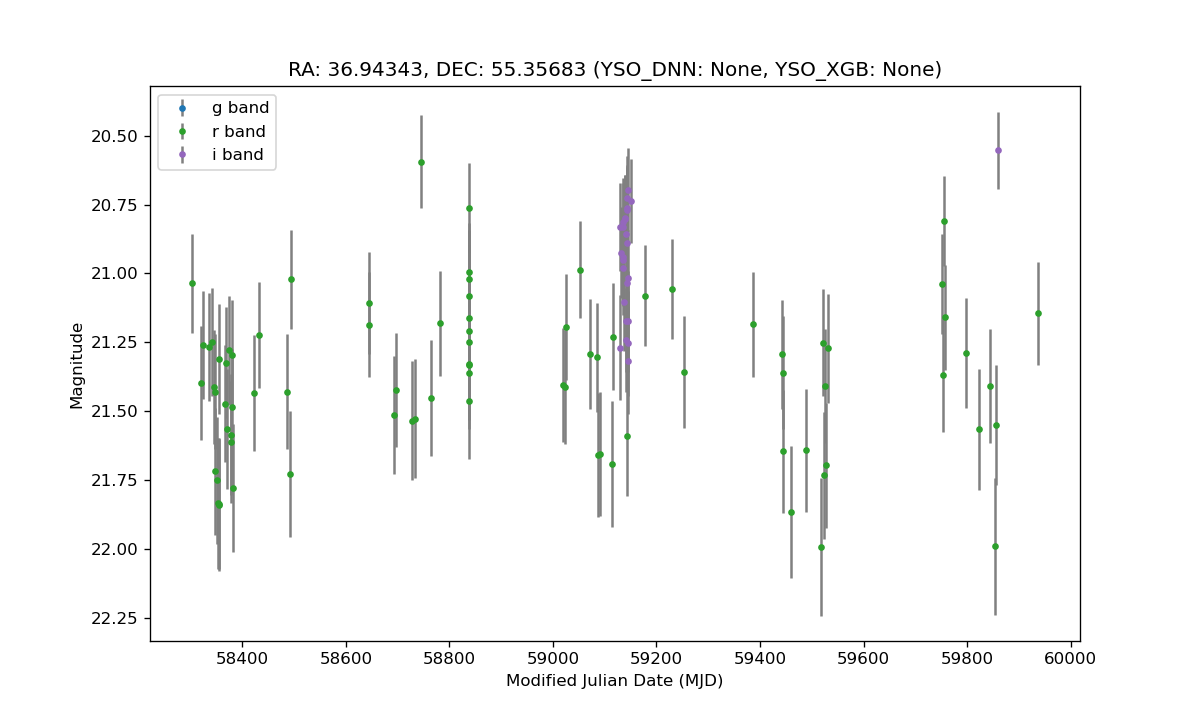 RA: 36.94343, DEC: 55.35683 (YSO_DNN: None, YSO_XGB: None)
g band
r band
i band
20.50
20.75
21.00
21.25
21.50
21.75
22.00
22.25
Magnitude
58400 58600 58800 59000 59200 59400 59600 59800 60000
Modified Julian Date (MJD)